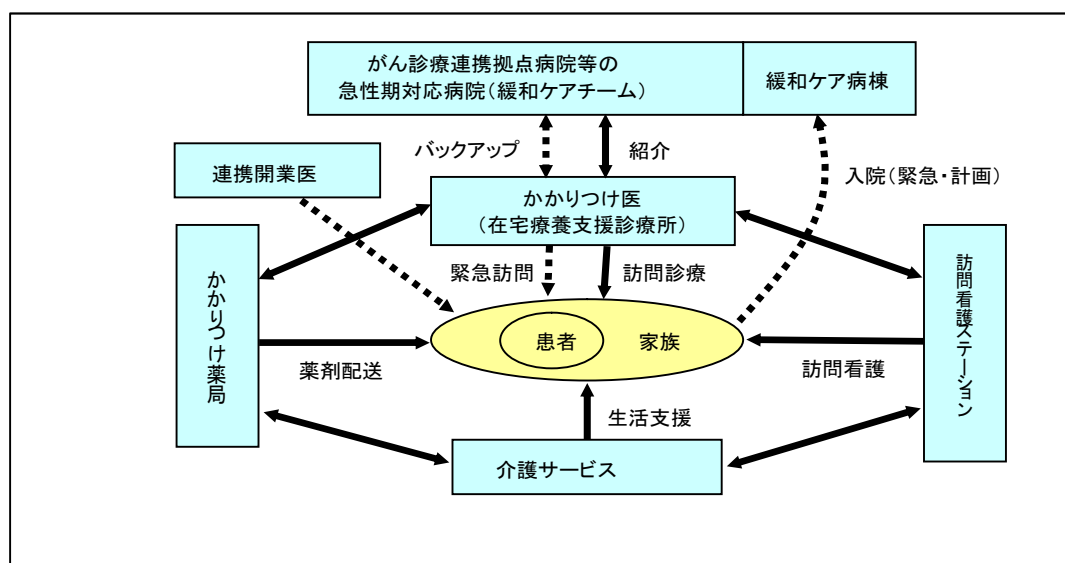 がん診療連携拠点病院等の
急性期対応病院(緩和ケアチーム)
緩和ケア病棟
バックアップ
紹介
連携開業医
入院(緊急・計画)
かかりつけ医
(在宅療養支援診療所)
かかりつけ薬局
緊急訪問
訪問診療
訪問看護ステーション
患者
家族
薬剤配送
訪問看護
生活支援
介護サービス